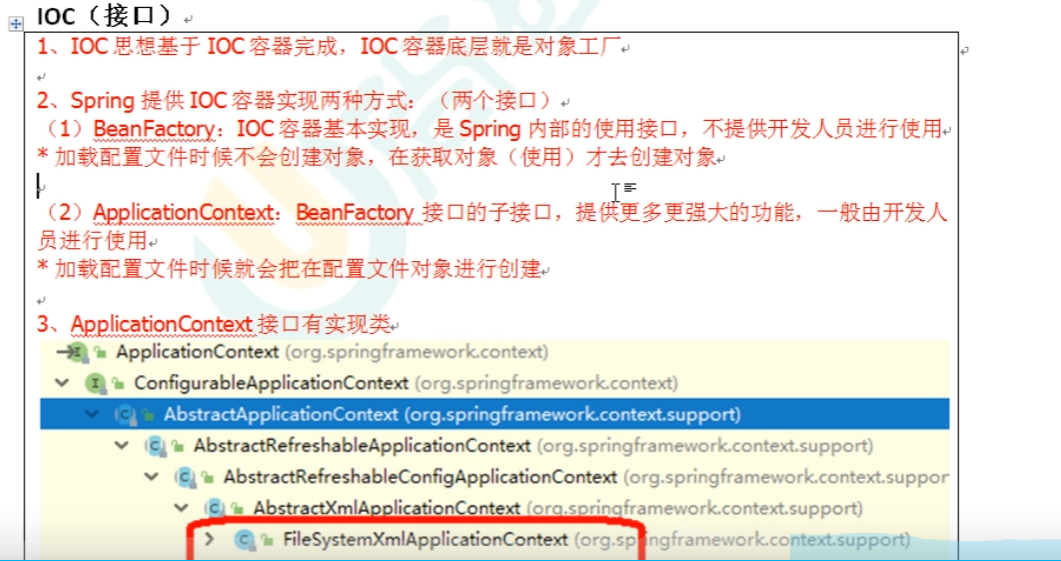 IOC（接口）
1、IOC 思想基于 IOC 容器完成，IOC 容器底层就是对象工厂
2、Spring 提供 IOC 容器实现两种方式：（两个接口）
（1）BeanFactory：IOC 容器基本实现，是 Spring 内部的使用接口，不提供开发人员进行使用
* 加载配置文件时候不会创建对象，在获取对象（使用）才去创建对象
（2）ApplicationContext：BeanFactory 接口的子接口，提供更多更强大的功能，一般由开发人
员进行使用
* 加载配置文件时候就会把在配置文件对象进行创建
3、ApplicationContext 接口有实现类
ApplicationContext (org.springframework.context)
ConfigurableApplicationContext (org.springframework.context)
AbstractApplicationContext (org.springframework.context.support)
AbstractRefreshableApplicationContext (org.springframework.context.support)
AbstractRefreshableConfigApplicationContext (org.springframework.context.suppor
AbstractXmlApplicationContext (org.springframework.context.support)
FileSystemXmlApplicationContext (org.springframework.context.support)